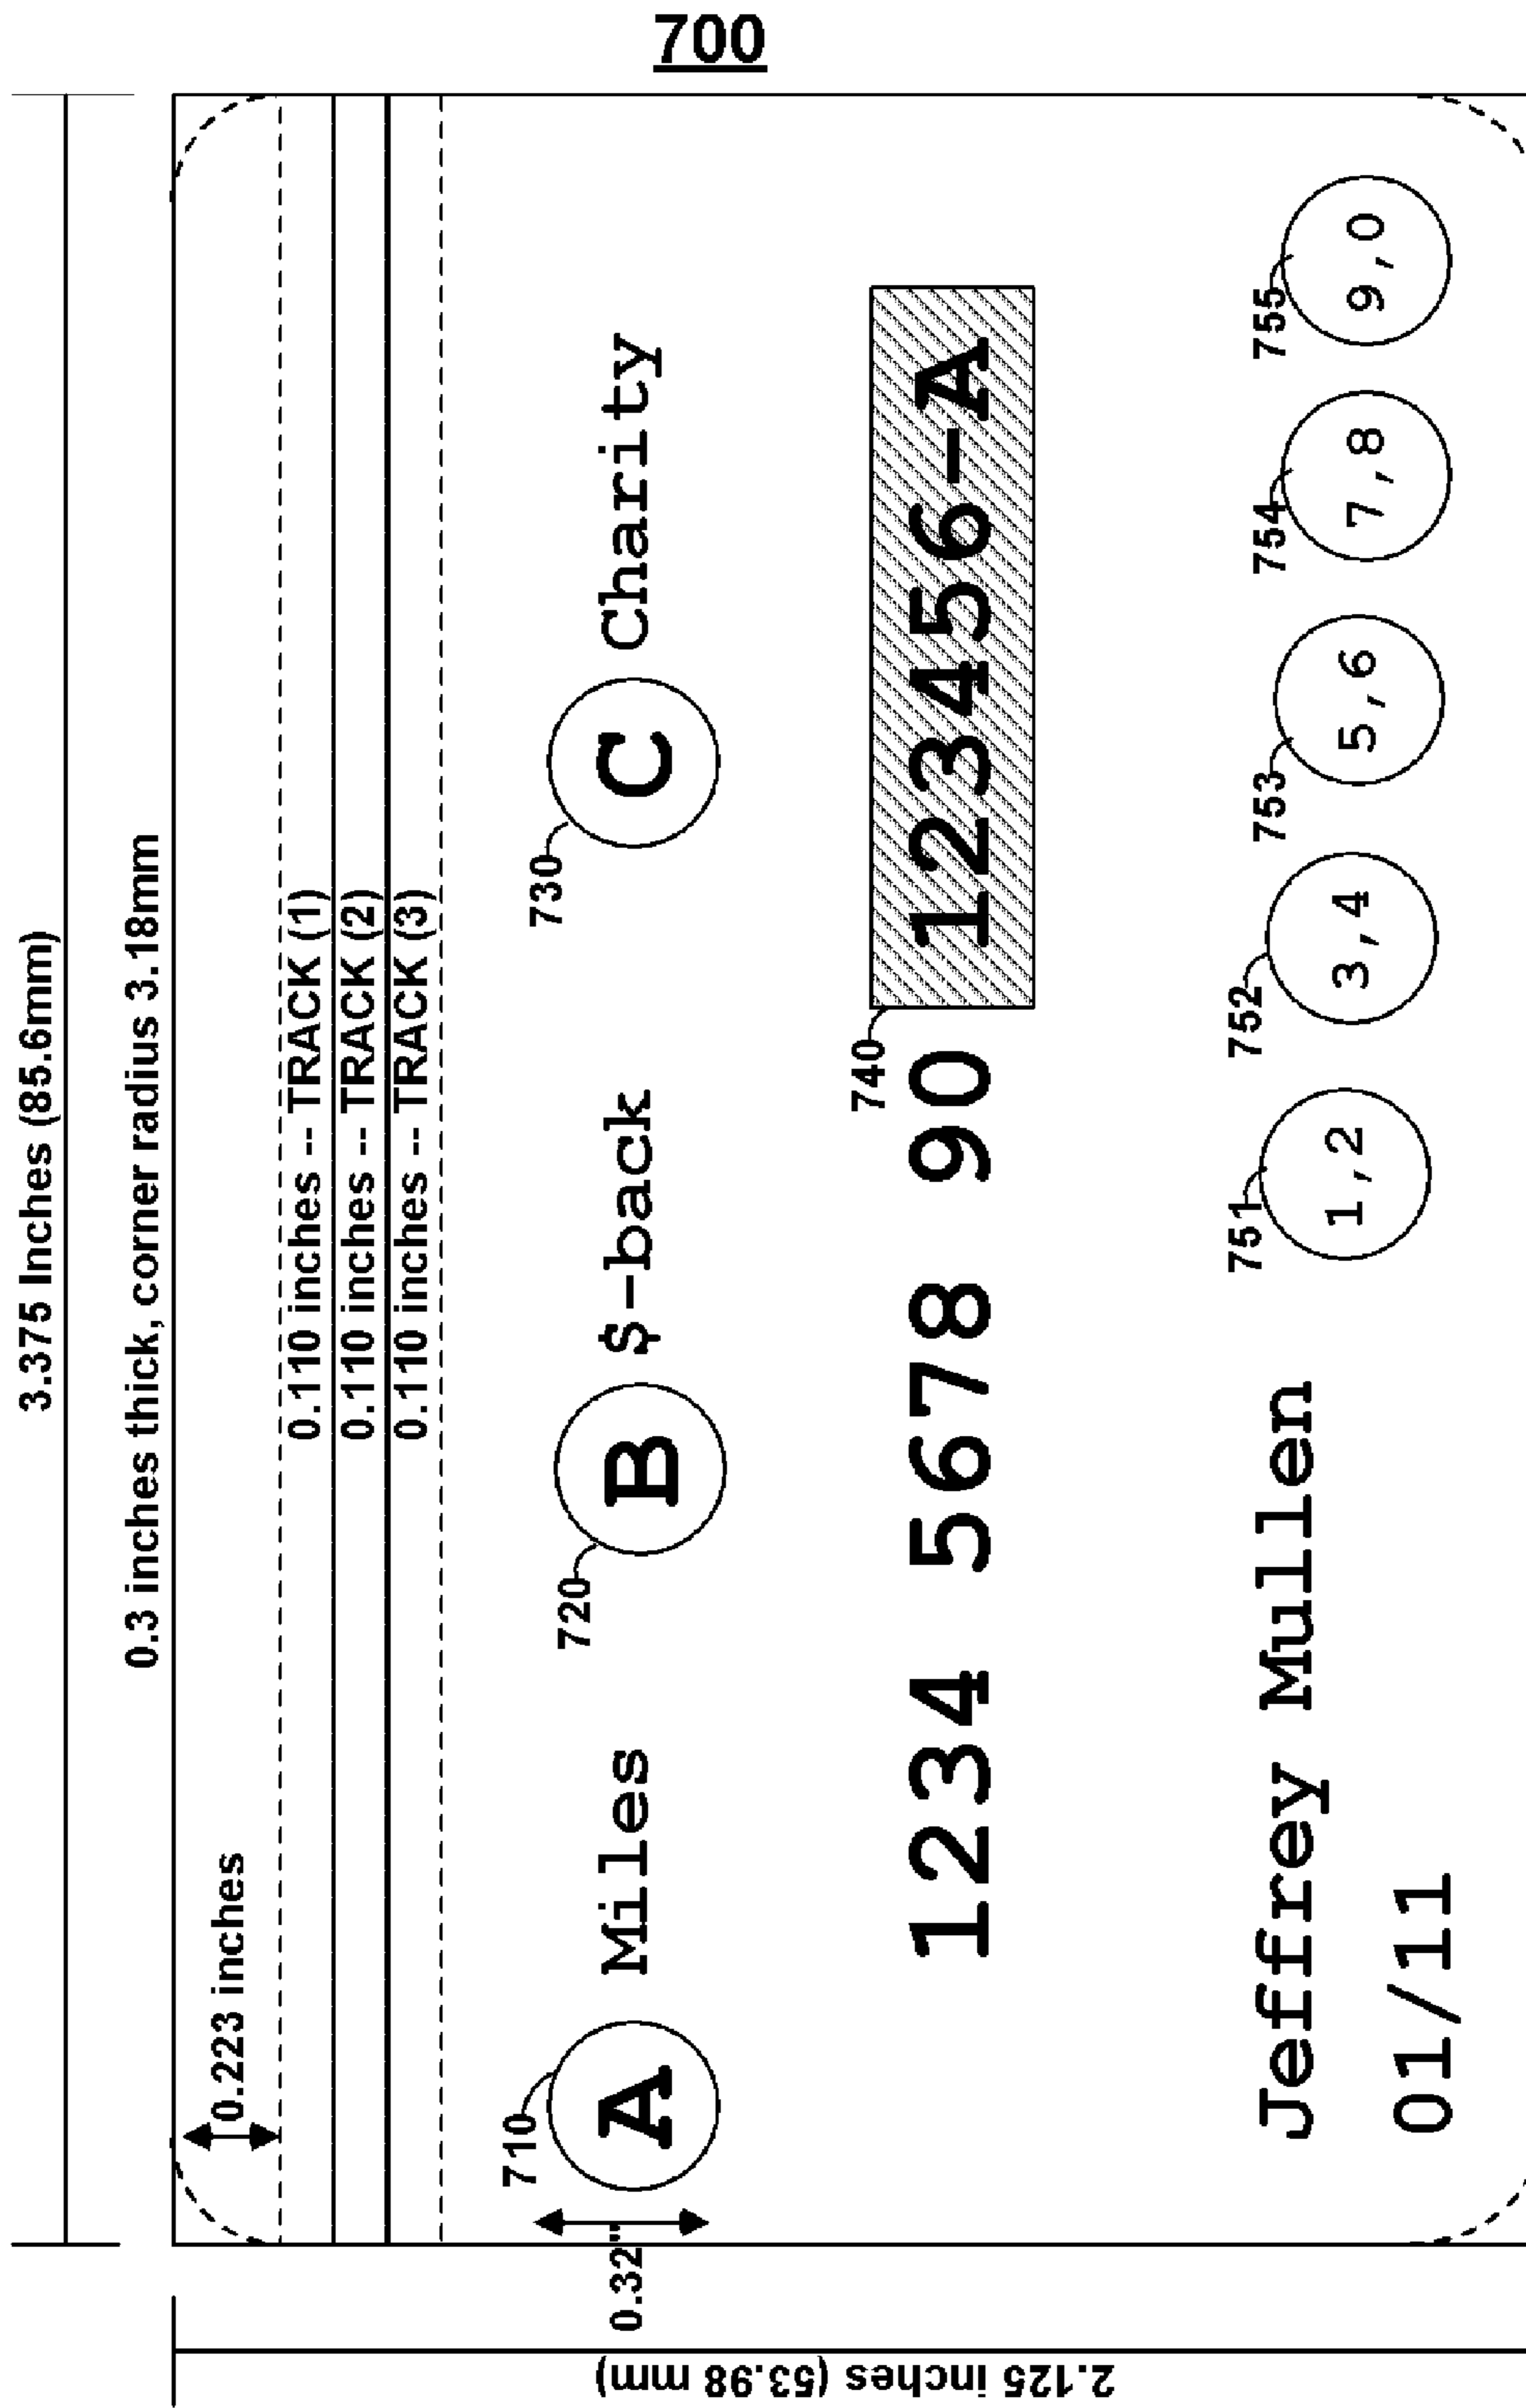 700
3.375 Inches (85.6mm)
0.3 inches thick, corner radius 3.18mm
0.223 inches
0.110 inches -- TRACK (1)
0.110 inches -- TRACK (2)
0.110 inches -- TRACK (3)
710 720 730
0.32" A Miles B $-back C Charity
2.125 inches (53.98 mm)
740
1234 5678 90 123456-A
751 752 753 754 755
Jeffrey Mullen 1,2 3,4 5,6 7,8 9,0
01/11